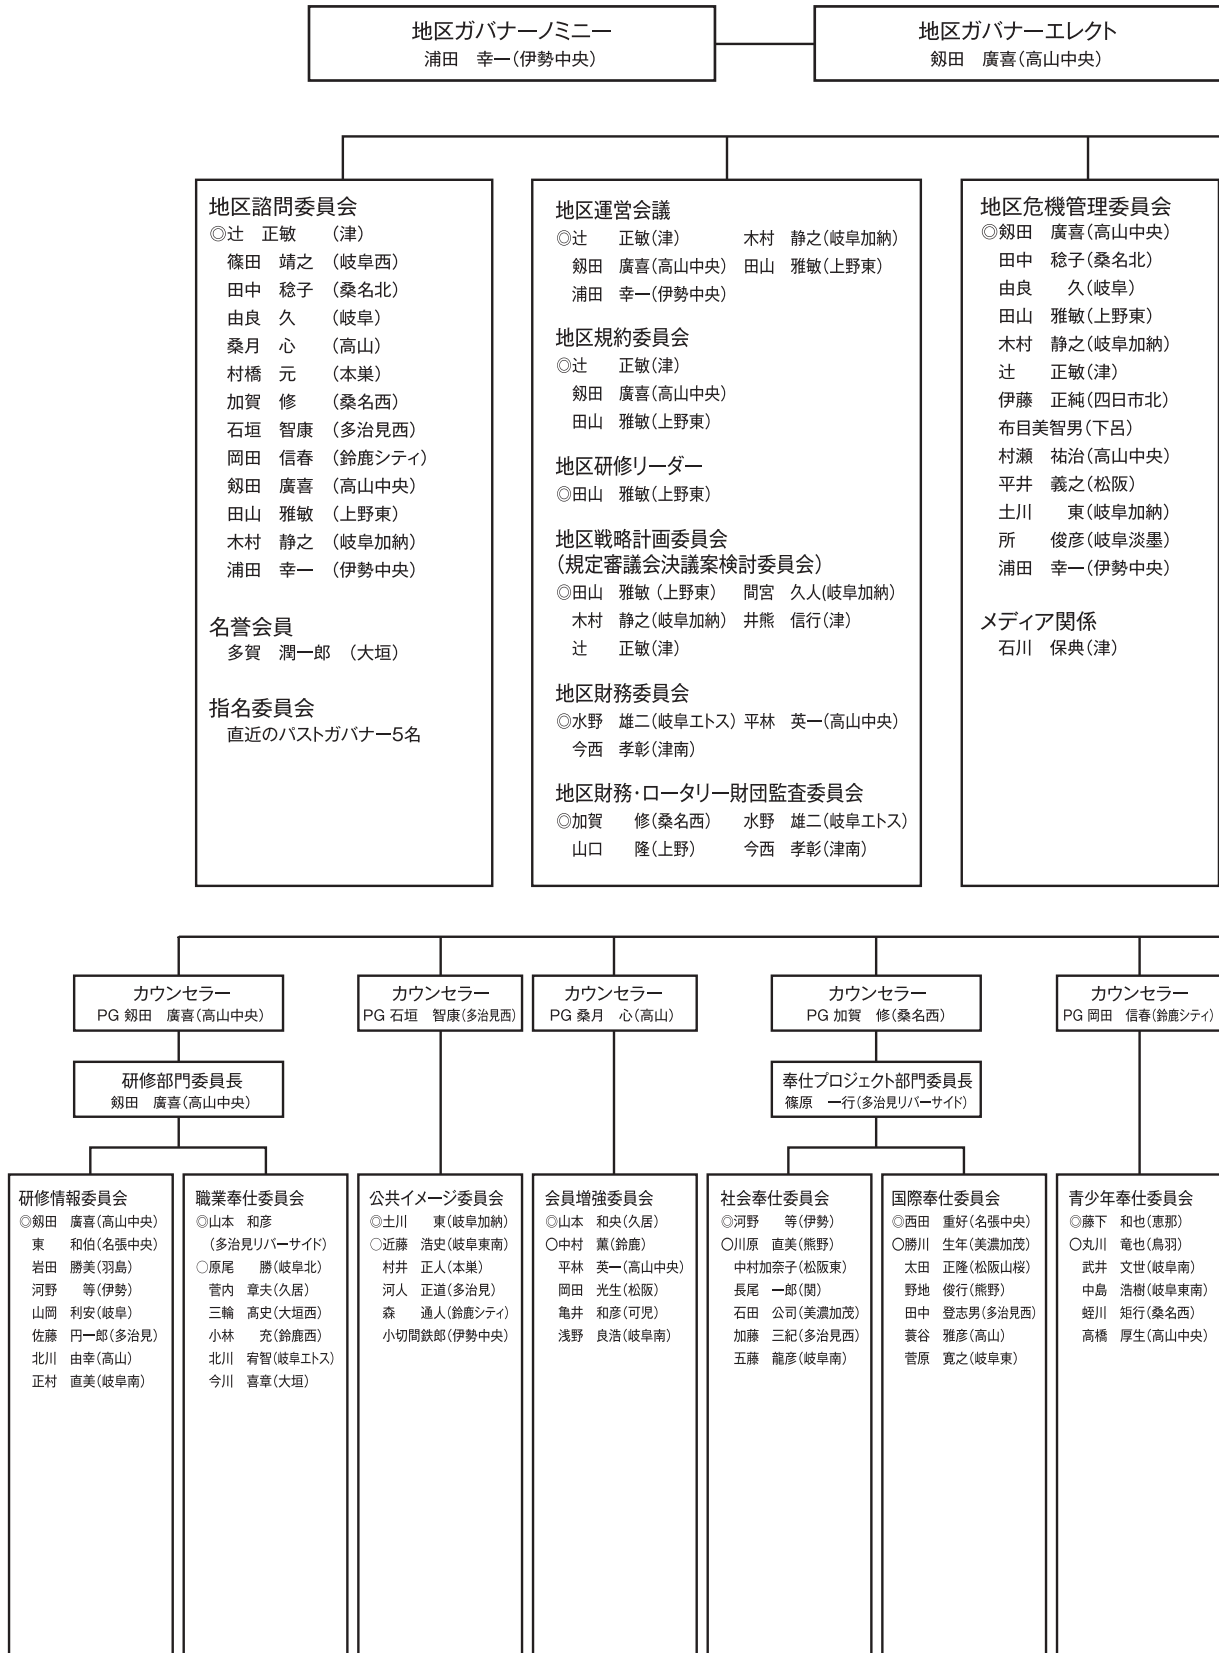 地区ガバナーノミニー
浦田　幸一(伊勢中央)
地区ガバナーエレクト
剱田　廣喜(高山中央)
地区諮問委員会
◎辻　正敏　(津)
篠田　靖之　(岐阜西)
田中　稔子　(桑名北)
由良　久　(岐阜)
桑月　心　(高山)
村橋　元　(本巣)
加賀　修　(桑名西)
石垣　智康　(多治見西)
岡田　信春　(鈴鹿シティ)
剱田　廣喜　(高山中央)
田山　雅敏　(上野東)
木村　静之　(岐阜加納)
浦田　幸一　(伊勢中央)
名誉会員
多賀　潤一郎　(大垣)
指名委員会
直近のパストガバナー5名
地区運営会議
◎辻　正敏(津)　木村　静之(岐阜加納)
剱田　廣喜(高山中央)　田山　雅敏(上野東)
浦田　幸一(伊勢中央)
地区規約委員会
◎辻　正敏(津)
剱田　廣喜(高山中央)
田山　雅敏(上野東)
地区研修リーダー
◎田山　雅敏(上野東)
地区戦略計画委員会
(規定審議会決議案検討委員会)
◎田山　雅敏(上野東)　間宮　久人(岐阜加納)
木村　静之(岐阜加納)　井熊　信行(津)
辻　正敏(津)
地区財務委員会
◎水野　雄二(岐阜エトス)　平林　英一(高山中央)
今西　孝彰(津南)
地区財務・ロータリー財団監査委員会
◎加賀　修(桑名西)　水野　雄二(岐阜エトス)
山口　隆(上野)　今西　孝彰(津南)
地区危機管理委員会
◎剱田　廣喜(高山中央)
田中　稔子(桑名北)
由良　久(岐阜)
田山　雅敏(上野東)
木村　静之(岐阜加納)
辻　正敏(津)
伊藤　正純(四日市北)
布目美智男(下呂)
村瀬　祐治(高山中央)
平井　義之(松阪)
土川　東(岐阜加納)
所　俊彦(岐阜淡墨)
浦田　幸一(伊勢中央)
メディア関係
石川　保典(津)
カウンセラー
PG 剱田　廣喜(高山中央)
研修部門委員長
剱田　廣喜(高山中央)
カウンセラー
PG 石垣　智康(多治見西)
カウンセラー
PG 桑月　心(高山)
カウンセラー
PG 加賀　修(桑名西)
奉仕プロジェクト部門委員長
篠原　一行(多治見リバーサイド)
カウンセラー
PG 岡田　信春(鈴鹿シティ)
研修情報委員会
◎剱田　廣喜(高山中央)
東　和伯(名張中央)
岩田　勝美(羽島)
河野　等(伊勢)
山岡　利安(岐阜)
佐藤　円一郎(多治見)
北川　由幸(高山)
正村　直美(岐阜南)
職業奉仕委員会
◎山本　和彦
(多治見リバーサイド)
○原尾　勝(岐阜北)
菅内　章夫(久居)
三輪　髙史(大垣西)
小林　充(鈴鹿西)
北川　宥智(岐阜エトス)
今川　喜章(大垣)
公共イメージ委員会
◎土川　東(岐阜加納)
○近藤　浩史(岐阜東南)
村井　正人(本巣)
河人　正道(多治見)
森　通人(鈴鹿シティ)
小切間鉄郎(伊勢中央)
会員増強委員会
◎山本　和央(久居)
○中村　薫(鈴鹿)
平林　英一(高山中央)
岡田　光生(松阪)
亀井　和彦(可児)
浅野　良浩(岐阜南)
社会奉仕委員会
◎河野　等(伊勢)
○川原　直美(熊野)
中村加奈子(松阪東)
長尾　一郎(関)
石田　公司(美濃加茂)
加藤　三紀(多治見西)
五藤　龍彦(岐阜南)
国際奉仕委員会
◎西田　重好(名張中央)
○勝川　生年(美濃加茂)
太田　正隆(松阪山桜)
野地　俊行(熊野)
田中　登志男(多治見西)
蓑谷　雅彦(高山)
菅原　寛之(岐阜東)
青少年奉仕委員会
◎藤下　和也(恵那)
○丸川　竜也(鳥羽)
武井　文世(岐阜南)
中島　浩樹(岐阜東南)
蛭川　矩行(桑名西)
高橋　厚生(高山中央)